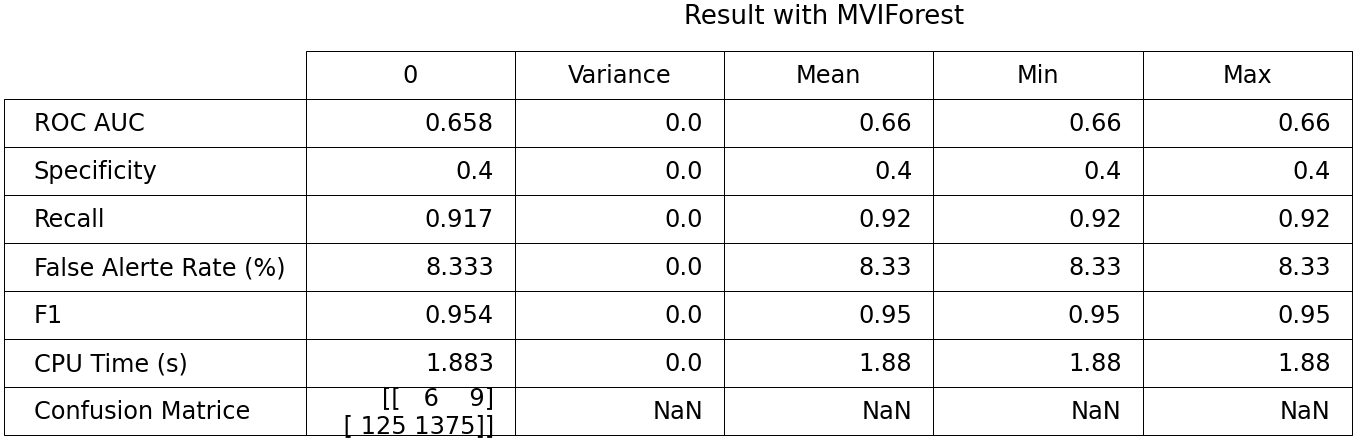 Result with MVIForest
0 Variance Mean Min Max
ROC AUC 0.658 0.0 0.66 0.66 0.66
Specificity 0.4 0.0 0.4 0.4 0.4
Recall 0.917 0.0 0.92 0.92 0.92
False Alerte Rate (%) 8.333 0.0 8.33 8.33 8.33
F1 0.954 0.0 0.95 0.95 0.95
CPU Time (s) 1.883 0.0 1.88 1.88 1.88
Confusion Matrice [[ 6 9]
[ 125 1375]] NaN NaN NaN NaN